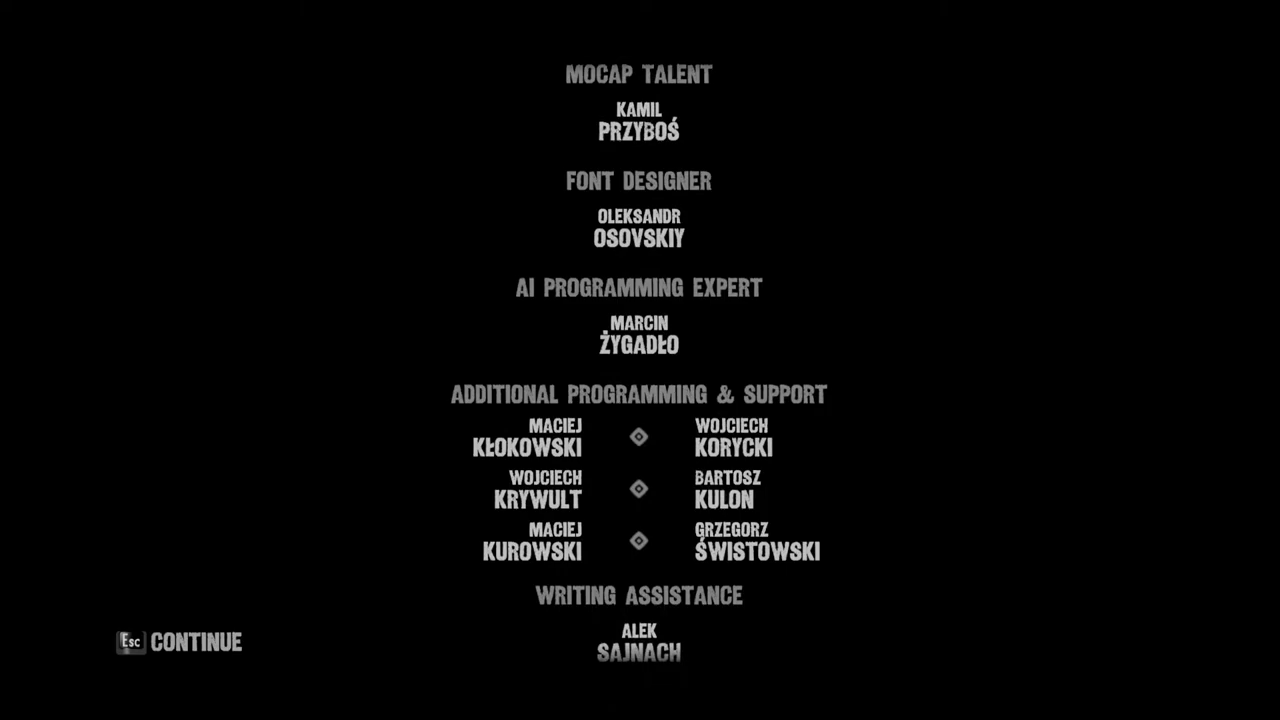 MOCAP TALENT
KAMIL
PRZYBOŚ
FONT DESIGNER
OLEKSANDR
OSOVSKIY
AI PROGRAMMING EXPERT
MARCIN
ŻYGADŁO
ADDITIONAL PROGRAMMING & SUPPORT
MACIEJ
KŁOKOWSKI
WOJCIECH
KORYCKI
WOJCIECH
KRYWULT
BARTOSZ
KULON
MACIEJ
KUROWSKI
GRZEGORZ
ŚWISTOWSKI
WRITING ASSISTANCE
ALEK
SAJNACH
Esc CONTINUE